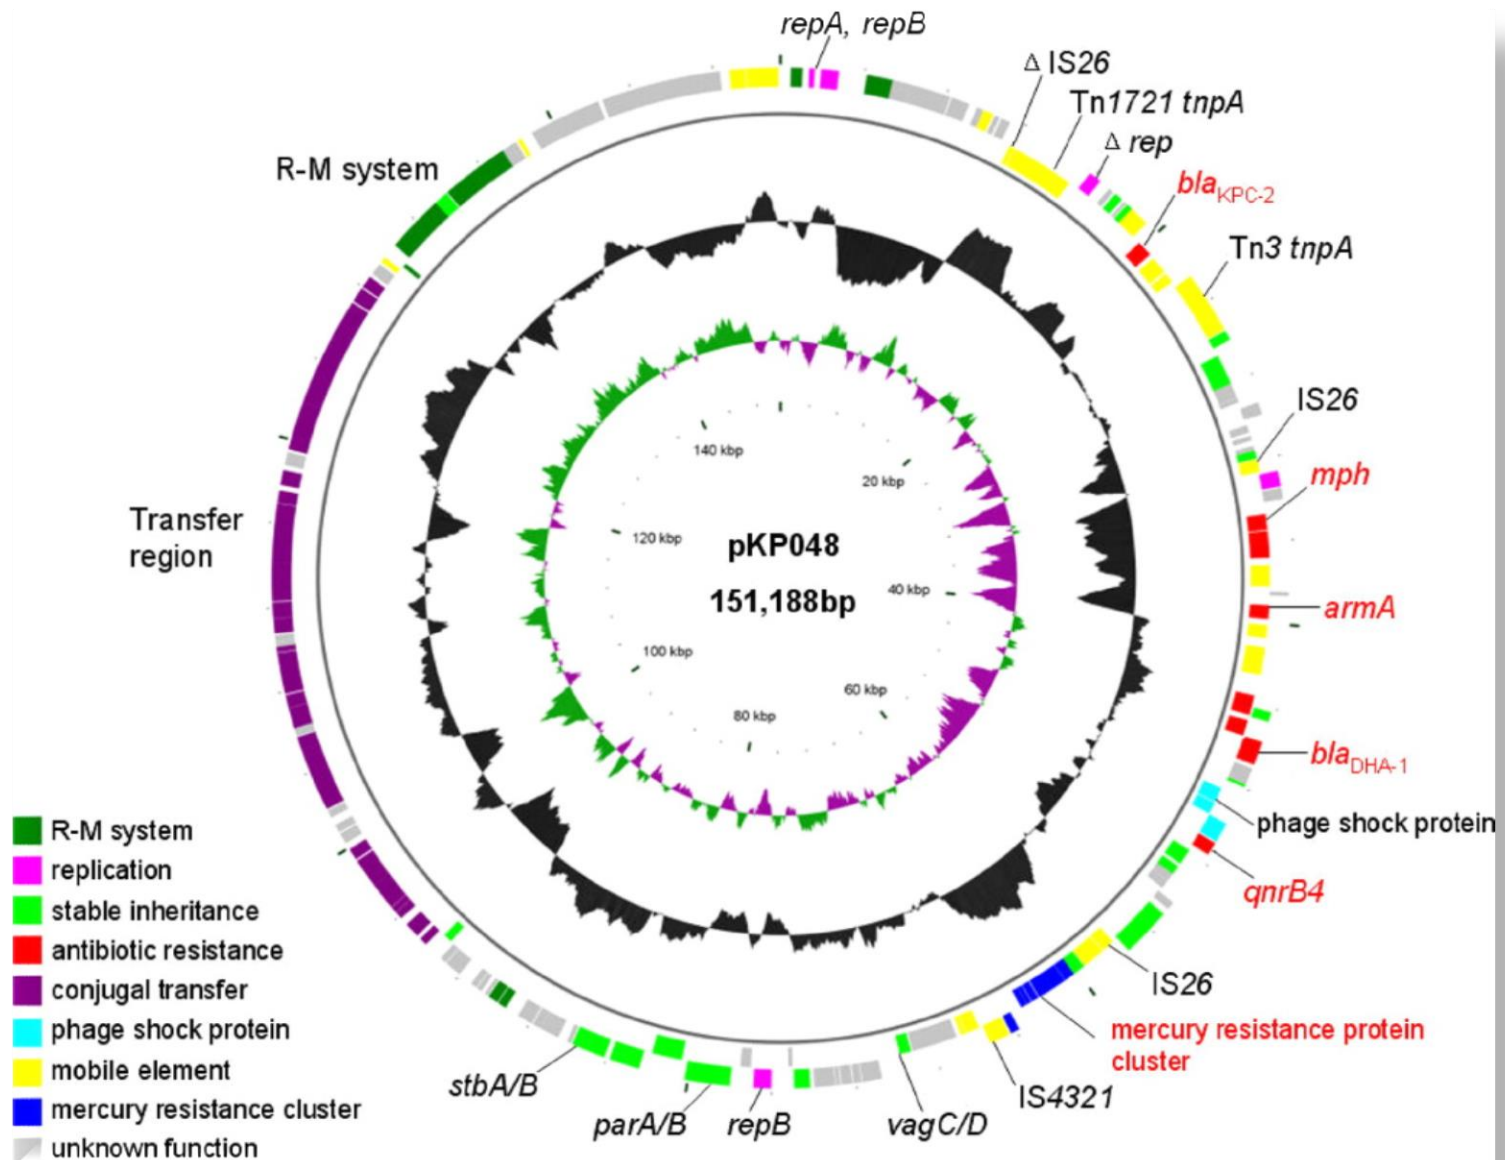 repA, repB
Δ IS26
Tn1721 tnpA
Δ rep
blaKPC-2
R-M system
Tn3 tnpA
IS26
140 kbp
20 kbp
mph
Transfer
region
120 kbp
pKP048
151,188bp
40 kbp
armA
100 kbp
60 kbp
80 kbp
blaDHA-1
phage shock protein
qnrB4
IS26
mercury resistance protein
cluster
IS4321
stbA/B
parA/B
repB
vagC/D
R-M system
replication
stable inheritance
antibiotic resistance
conjugal transfer
phage shock protein
mobile element
mercury resistance cluster
unknown function